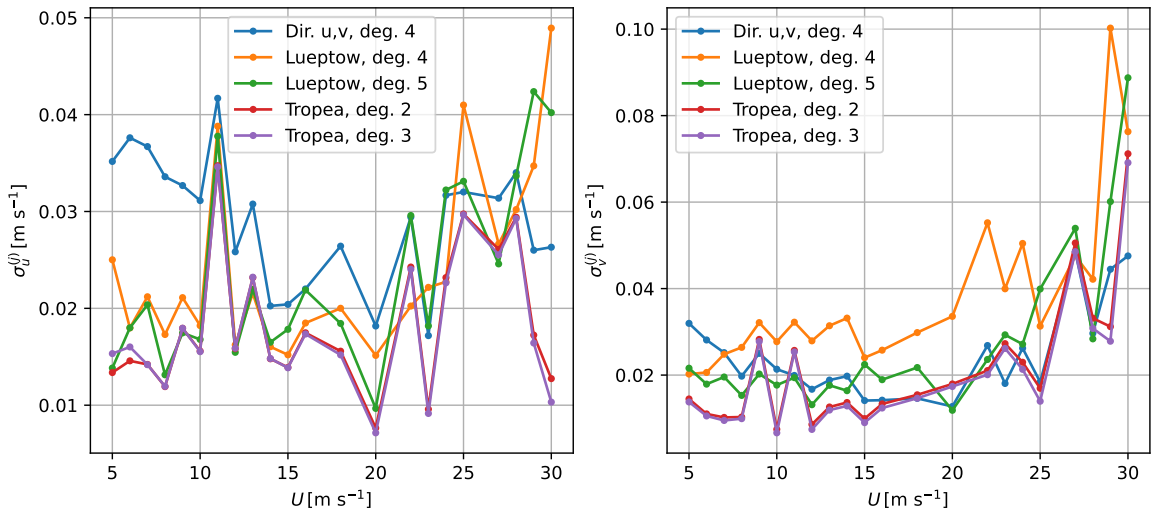 0.05
0.04
0.03
0.02
0.01
σ_u^(j) [m s⁻¹]
5
10
15
20
25
30
U [m s⁻¹]
Dir. u,v, deg. 4
Lueptow, deg. 4
Lueptow, deg. 5
Tropea, deg. 2
Tropea, deg. 3
0.10
0.08
0.06
0.04
0.02
σ_v^(j) [m s⁻¹]
5
10
15
20
25
30
U [m s⁻¹]
Dir. u,v, deg. 4
Lueptow, deg. 4
Lueptow, deg. 5
Tropea, deg. 2
Tropea, deg. 3